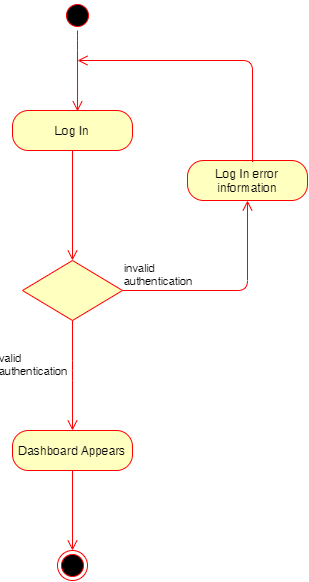 Log In
Log In error
information
invalid
authentication
valid
authentication
Dashboard Appears